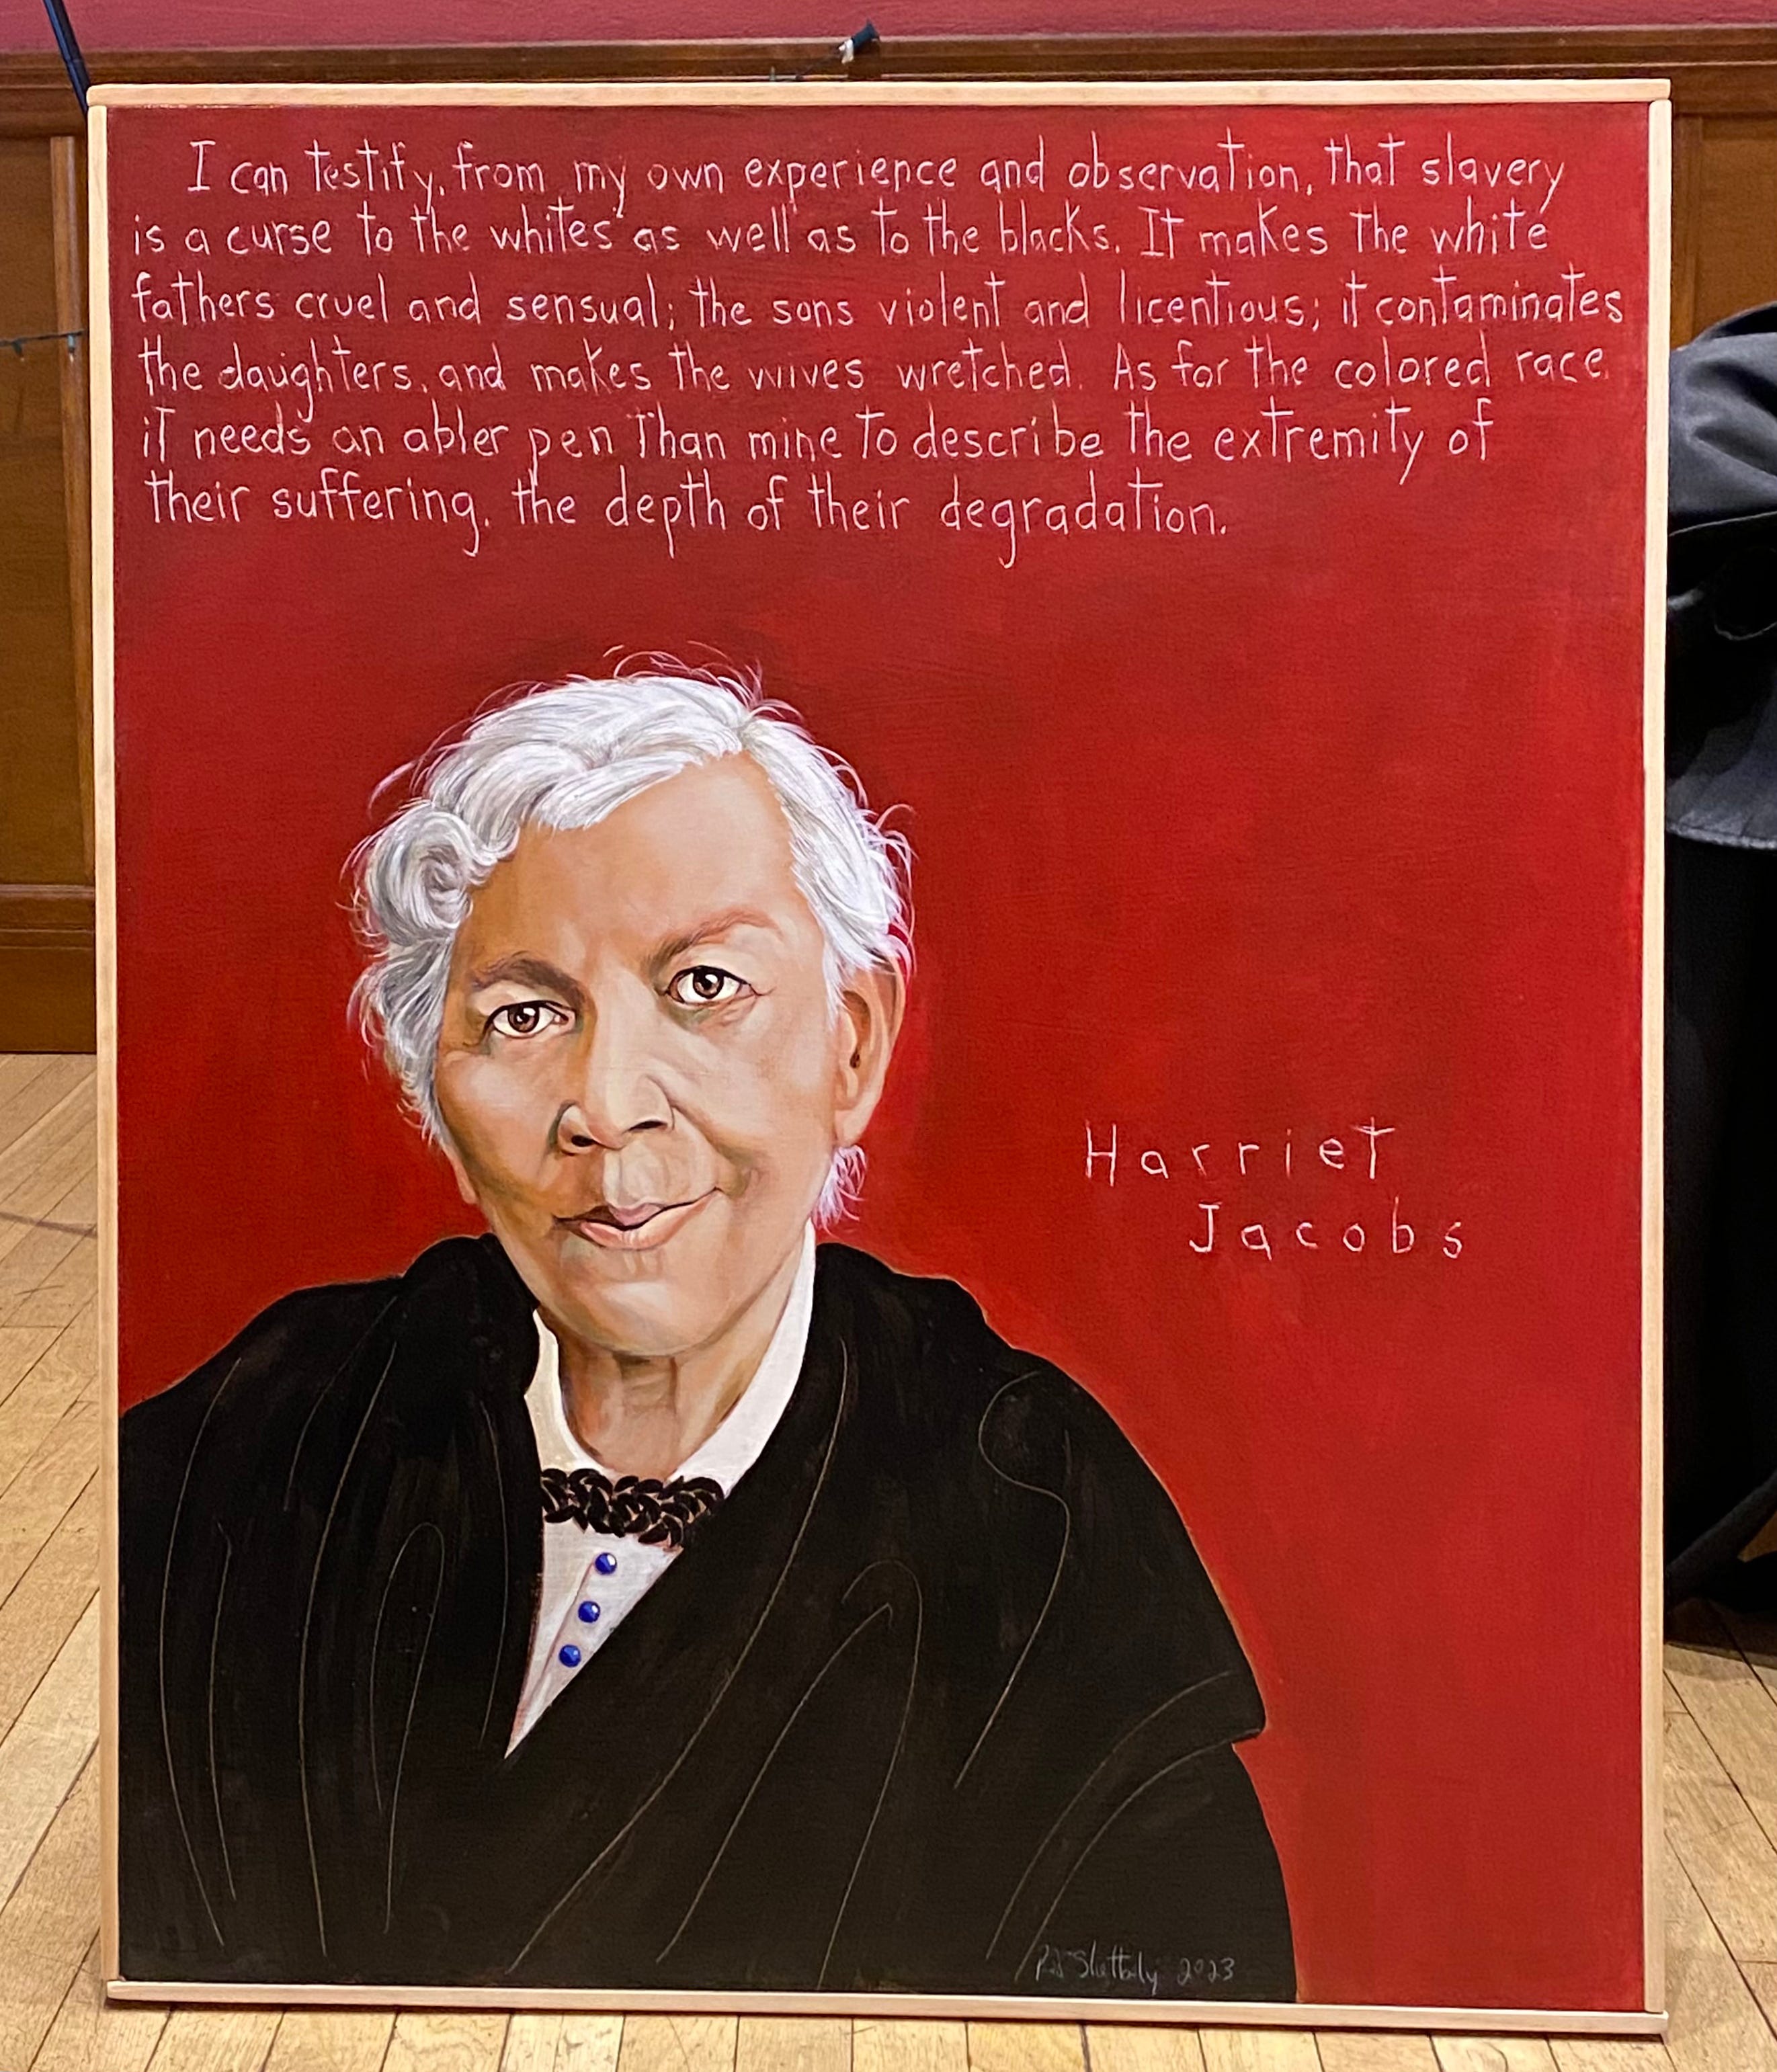 I can testify, from my own experience and observation, that slavery
is a curse to the whites as well as to the blacks. It makes the white
fathers cruel and sensual; the sons violent and licentious; it contaminates
the daughters, and makes the wives wretched. As for the colored race,
it needs an abler pen than mine to describe the extremity of
their suffering, the depth of their degradation.
Harriet
Jacobs
2023